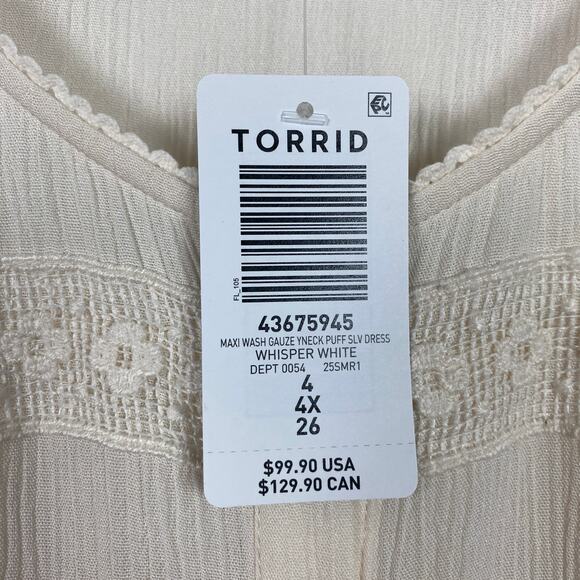 TORRID
FL_105
43675945
MAXI WASH GAUZE YNECK PUFF SLV DRESS
WHISPER WHITE
DEPT 0054 25SMR1
4
4X
26
$99.90 USA
$129.90 CAN